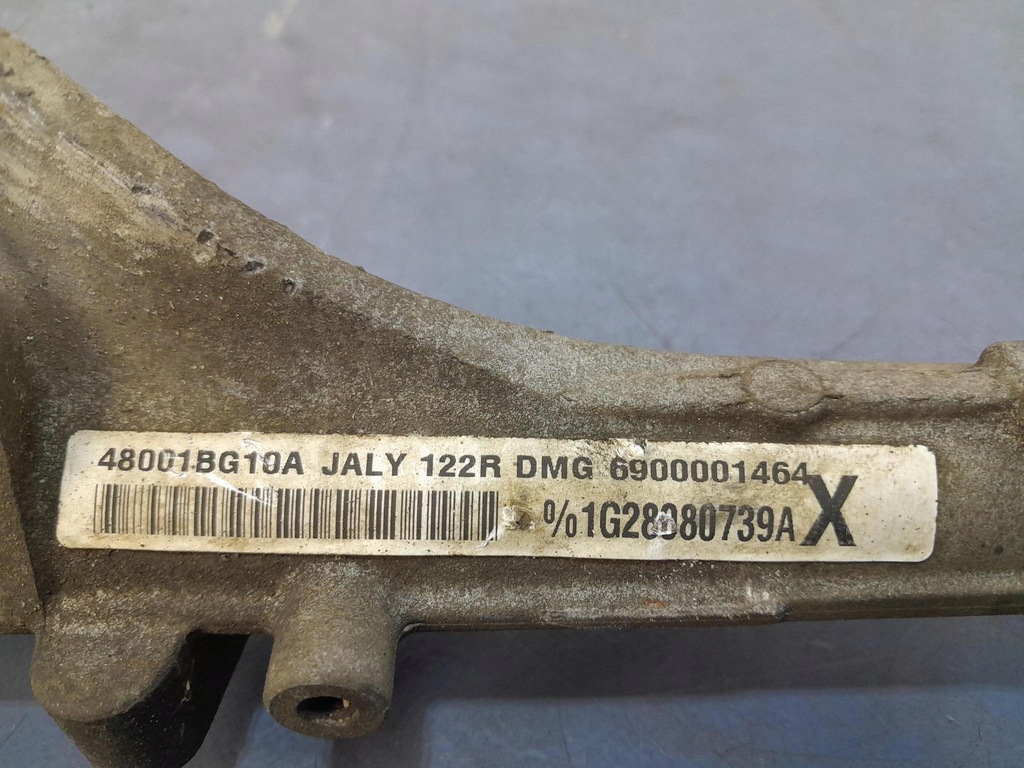 48001BG10A JALY 122R DMG 6900001464
%1G28080739A X